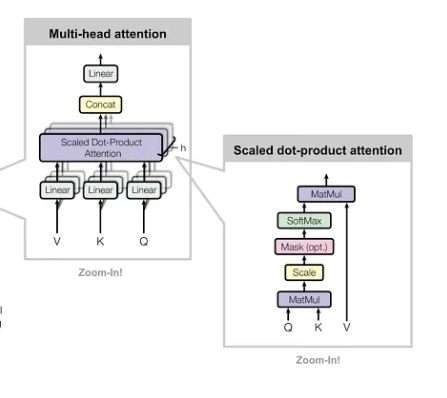 Multi-head attention
Linear
Concat
Scaled Dot-Product
Attention
h
Linear Linear Linear
V K Q
Zoom-In!
Scaled dot-product attention
MatMul
SoftMax
Mask (opt.)
Scale
MatMul
Q K V
Zoom-In!